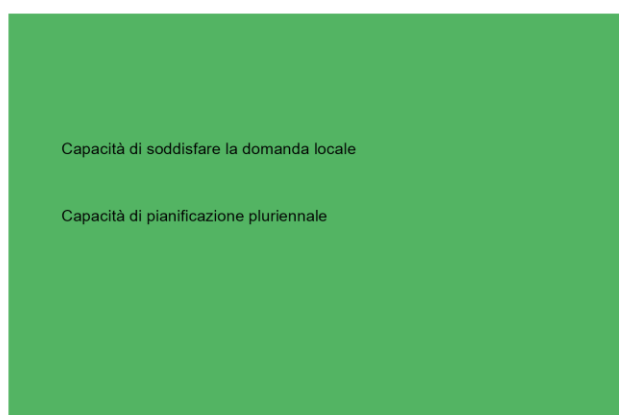 Capacità di soddisfare la domanda locale
Capacità di pianificazione pluriennale